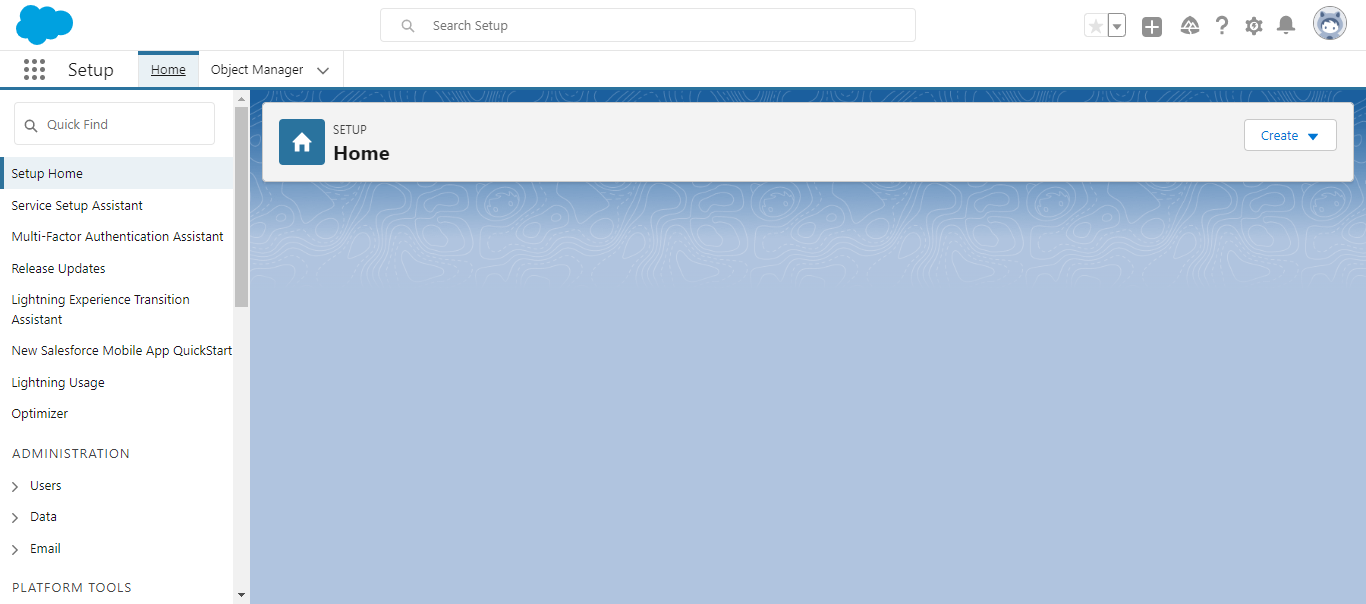 Search Setup
Setup
Home
Object Manager
Quick Find
Setup Home
Service Setup Assistant
Multi-Factor Authentication Assistant
Release Updates
Lightning Experience Transition
Assistant
New Salesforce Mobile App QuickStart
Lightning Usage
Optimizer
ADMINISTRATION
Users
Data
Email
PLATFORM TOOLS
SETUP
Home
Create